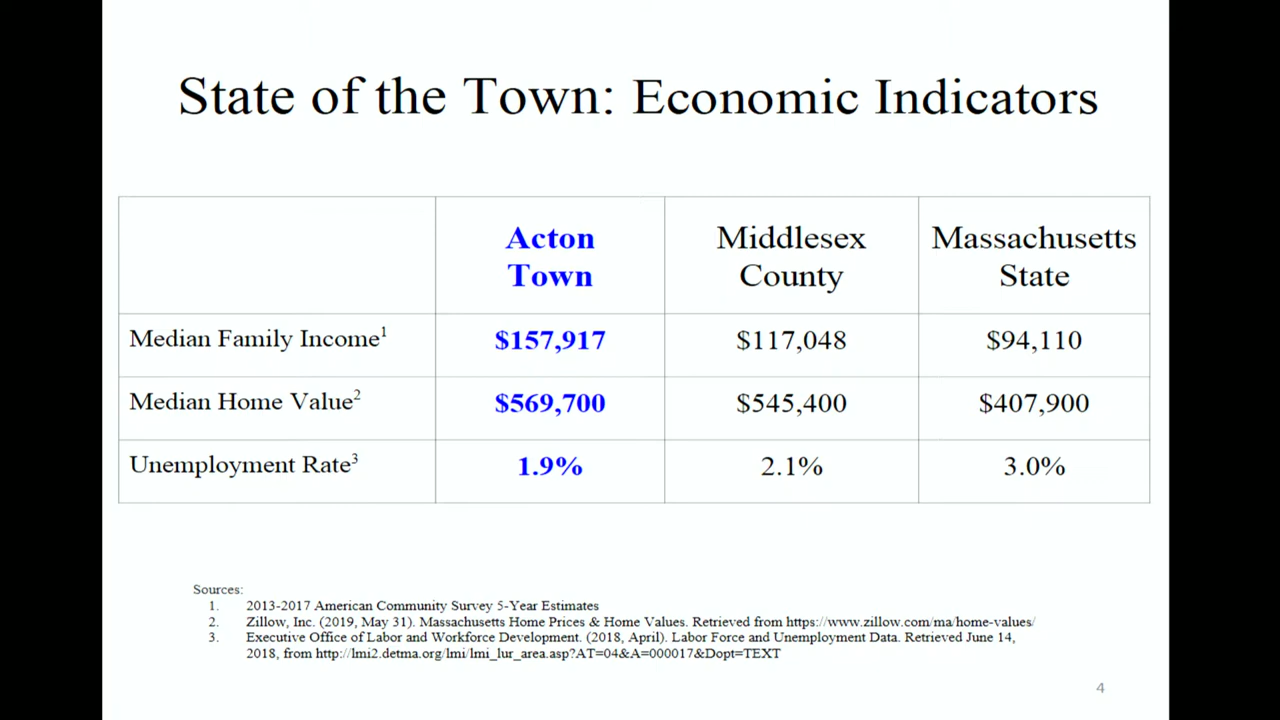 State of the Town: Economic Indicators
Acton Town Middlesex County Massachusetts State
Median Family Income¹ $157,917 $117,048 $94,110
Median Home Value² $569,700 $545,400 $407,900
Unemployment Rate³ 1.9% 2.1% 3.0%
Sources:
1. 2013-2017 American Community Survey 5-Year Estimates
2. Zillow, Inc. (2019, May 31). Massachusetts Home Prices & Home Values. Retrieved from https://www.zillow.com/ma/home-values/
3. Executive Office of Labor and Workforce Development. (2018, April). Labor Force and Unemployment Data. Retrieved June 14,
2018, from http://lmi2.detma.org/lmi/lmi_lur_area.asp?AT=04&A=000017&Dopt=TEXT
4